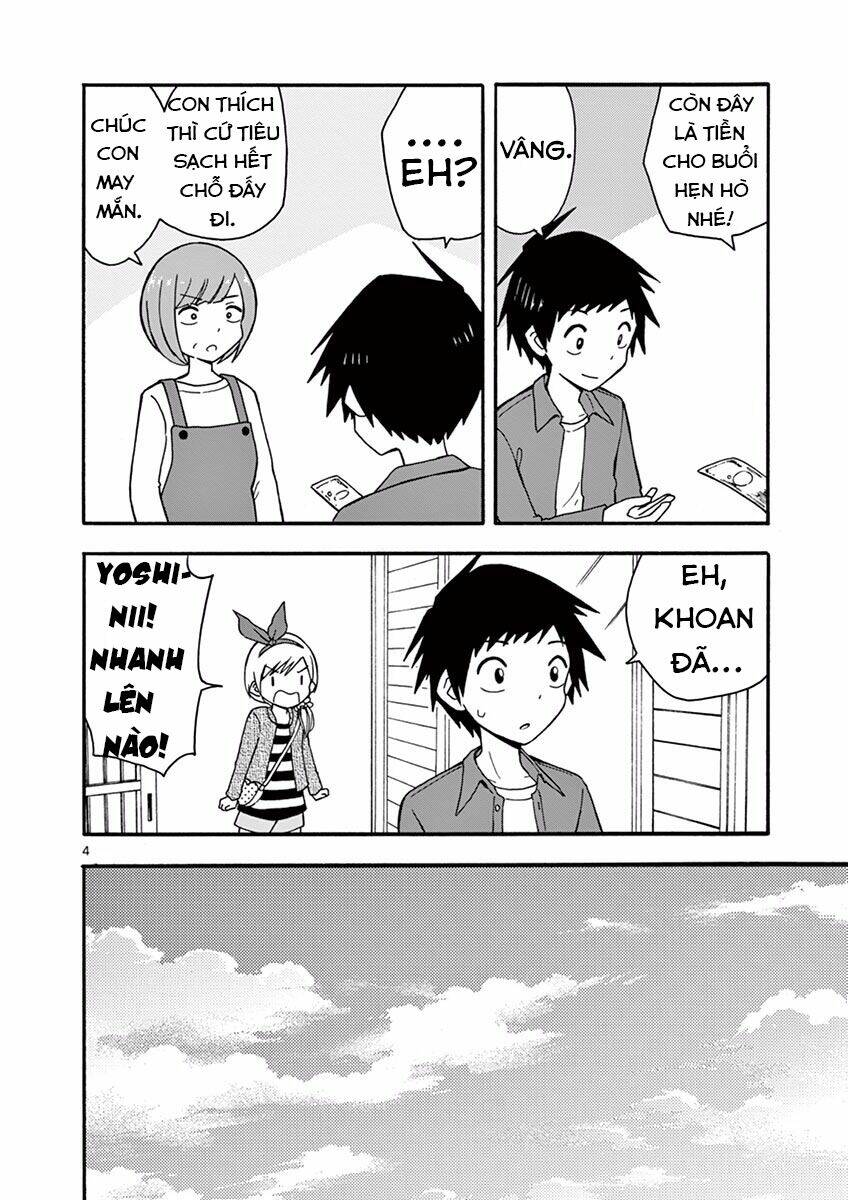 CÒN ĐÂY
LÀ TIỀN
CHO BUỔI
HẸN HÒ
NHÉ!
VÂNG.
....
EH?
CON THÍCH
THÌ CỨ TIÊU
SẠCH HẾT
CHỖ ĐẤY
ĐI.
CHÚC
CON
MAY
MẮN.
EH,
KHOAN
ĐÃ...
YOSHI-
NII!
NHANH
LÊN
NÀO!
4